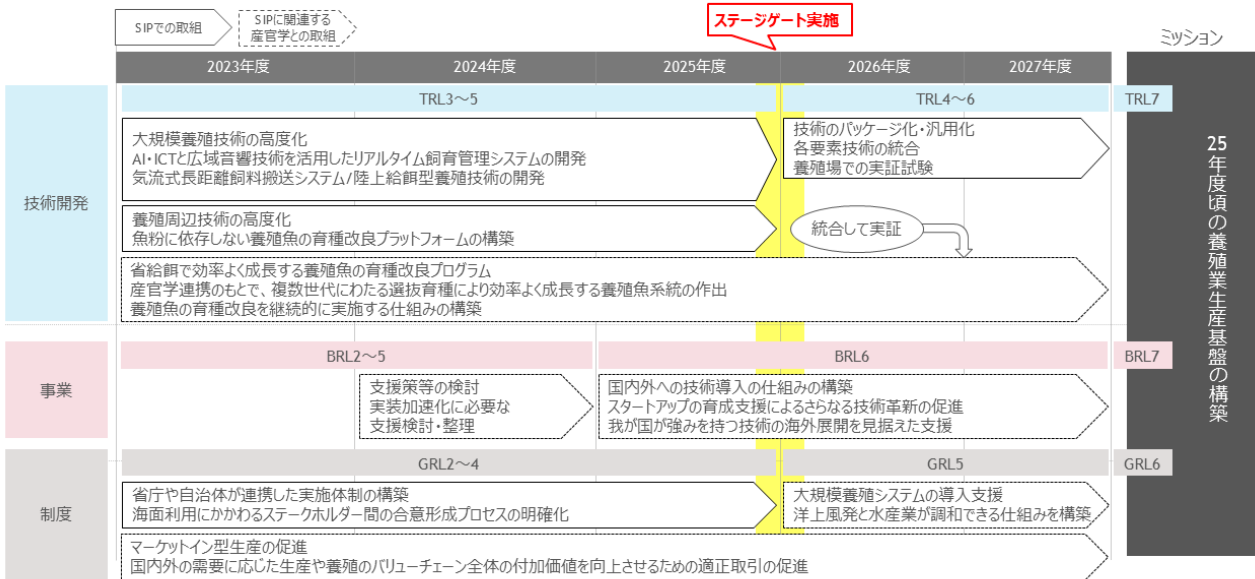 SIPでの取組
SIPに関連する
産官学との取組
ステージゲート実施
ミッション
2023年度
2024年度
2025年度
2026年度
2027年度
技術開発
TRL3～5
TRL4～6
TRL7
大規模養殖技術の高度化
AI・ICTと広域音響技術を活用したリアルタイム飼育管理システムの開発
気流式長距離飼料搬送システム/陸上給餌型養殖技術の開発
技術のパッケージ化・汎用化
各要素技術の統合
養殖場での実証試験
養殖周辺技術の高度化
魚粉に依存しない養殖魚の育種改良プラットフォームの構築
統合して実証
省給餌で効率よく成長する養殖魚の育種改良プログラム
産官学連携のもとで、複数世代にわたる選抜育種により効率よく成長する養殖魚系統の作出
養殖魚の育種改良を継続的に実施する仕組みの構築
事業
BRL2～5
BRL6
BRL7
支援策等の検討
実装加速化に必要な
支援検討・整理
国内外への技術導入の仕組みの構築
スタートアップの育成支援によるさらなる技術革新の促進
我が国が強みを持つ技術の海外展開を見据えた支援
制度
GRL2～4
GRL5
GRL6
省庁や自治体が連携した実施体制の構築
海面利用にかかわるステークホルダー間の合意形成プロセスの明確化
大規模養殖システムの導入支援
洋上風発と水産業が調和できる仕組みを構築
マーケットイン型生産の促進
国内外の需要に応じた生産や養殖のバリューチェーン全体の付加価値を向上させるための適正取引の促進
25年度頃の養殖業生産基盤の構築